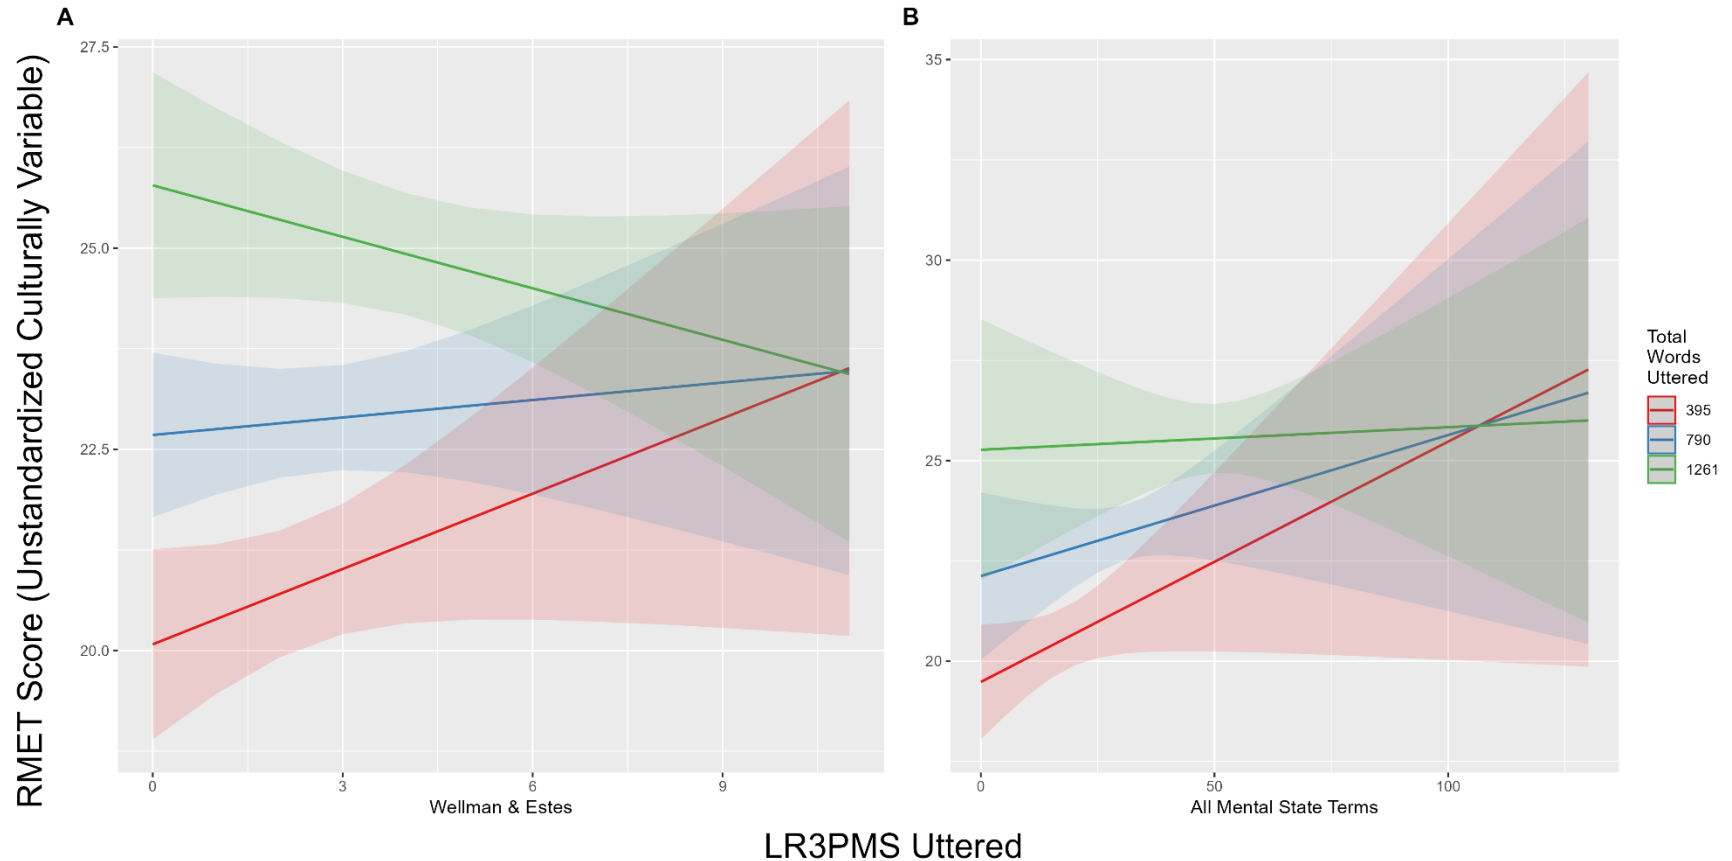 A
B
RMET Score (Unstandardized Culturally Variable)
27.5
25.0
22.5
20.0
0
3
6
9
Wellman & Estes
35
30
25
20
0
50
100
All Mental State Terms
LR3PMS Uttered
Total
Words
Uttered
395
790
1261